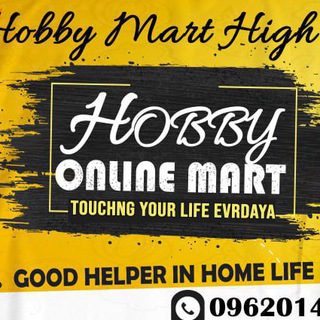 Hobby Mart High
HOBBY
ONLINE MART
TOUCHNG YOUR LIFE EVRDAYA
. GOOD HELPER IN HOME LIFE
0962014